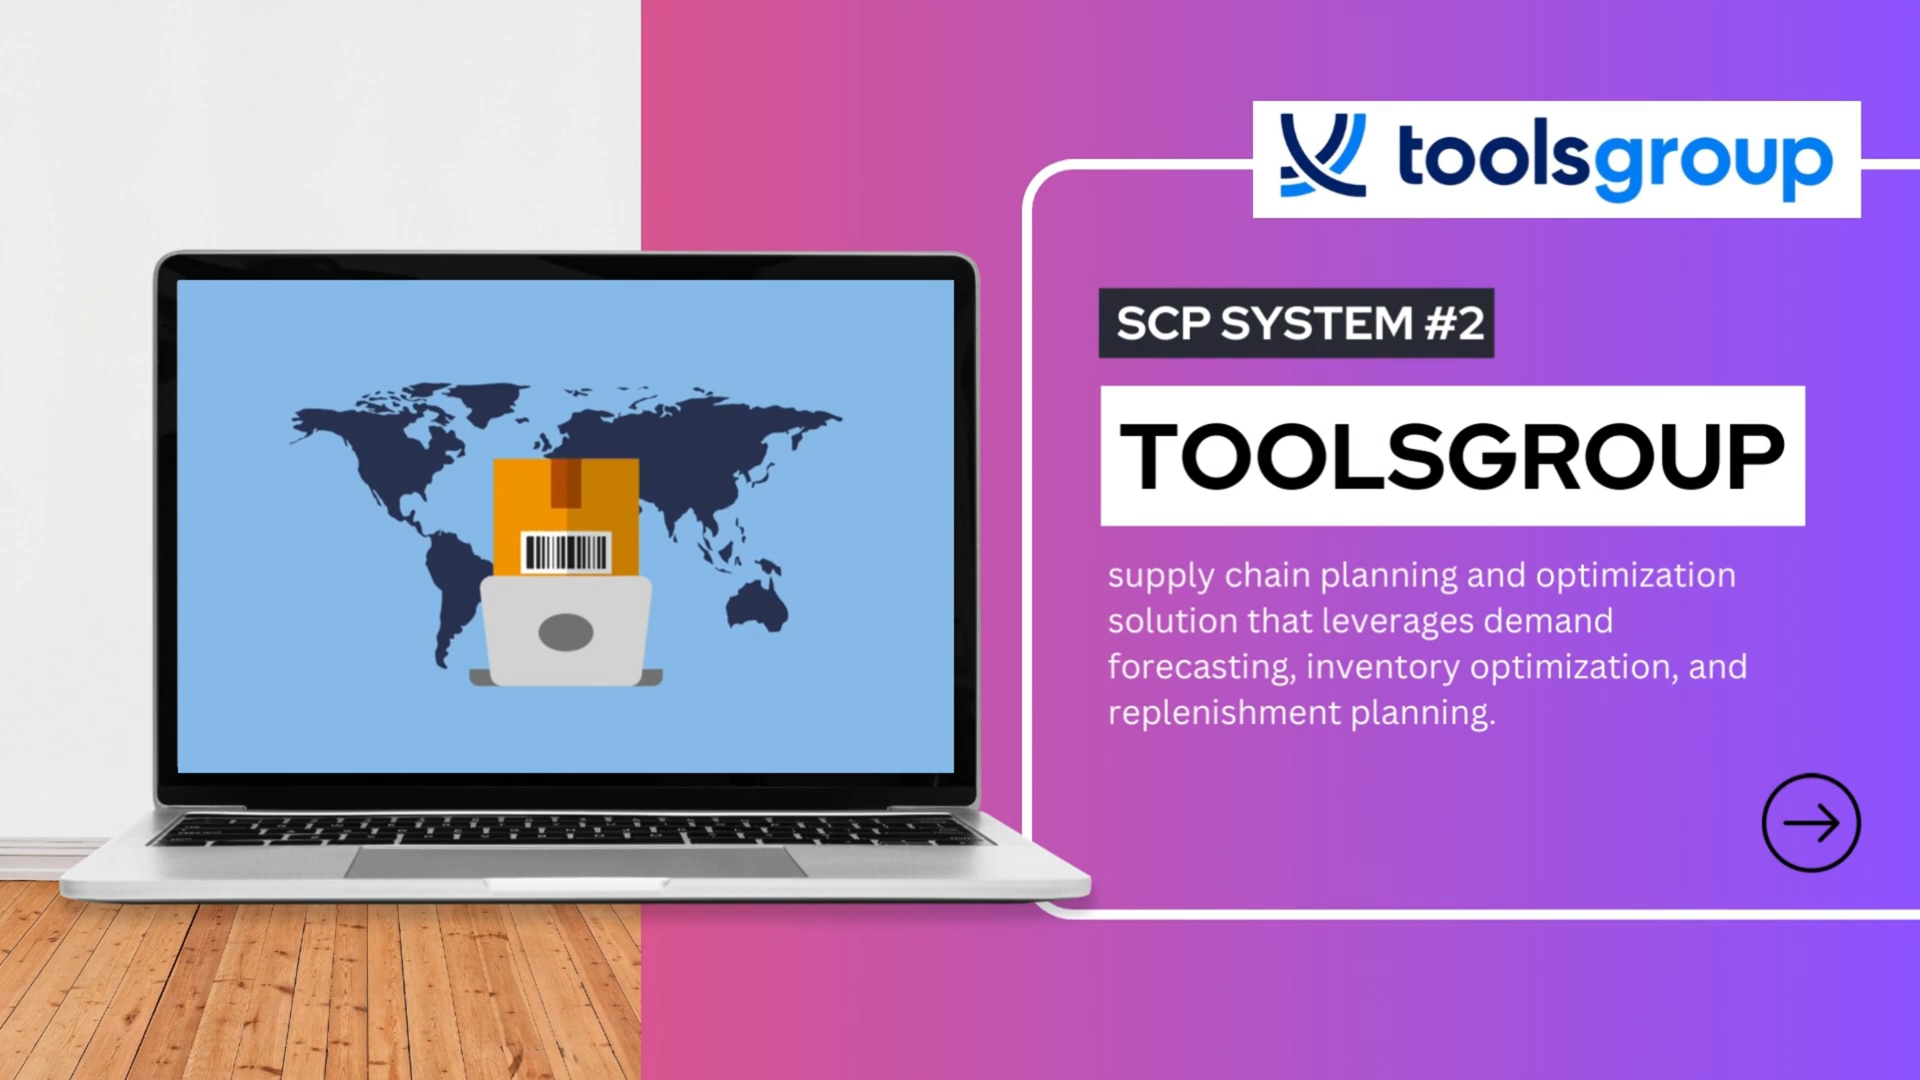 toolsgroup
SCP SYSTEM #2
TOOLSGROUP
supply chain planning and optimization
solution that leverages demand
forecasting, inventory optimization, and
replenishment planning.